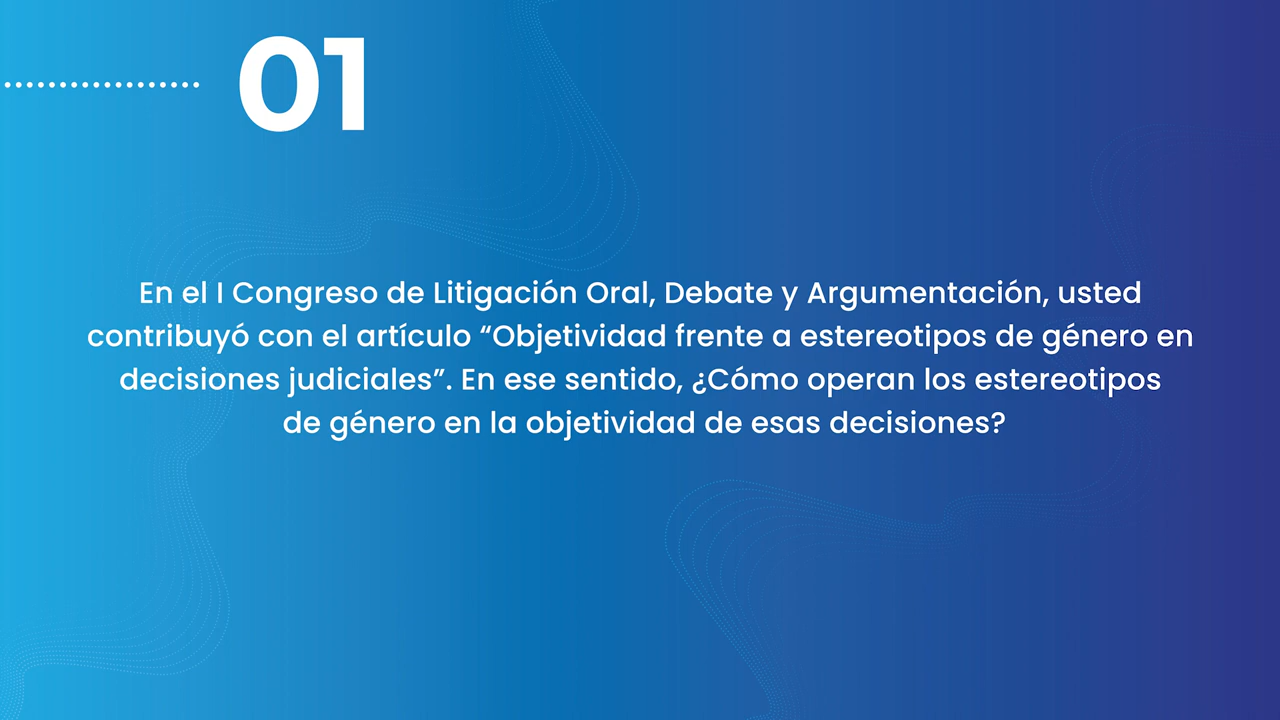 01
En el I Congreso de Litigación Oral, Debate y Argumentación, usted
contribuyó con el artículo “Objetividad frente a estereotipos de género en
decisiones judiciales”. En ese sentido, ¿Cómo operan los estereotipos
de género en la objetividad de esas decisiones?